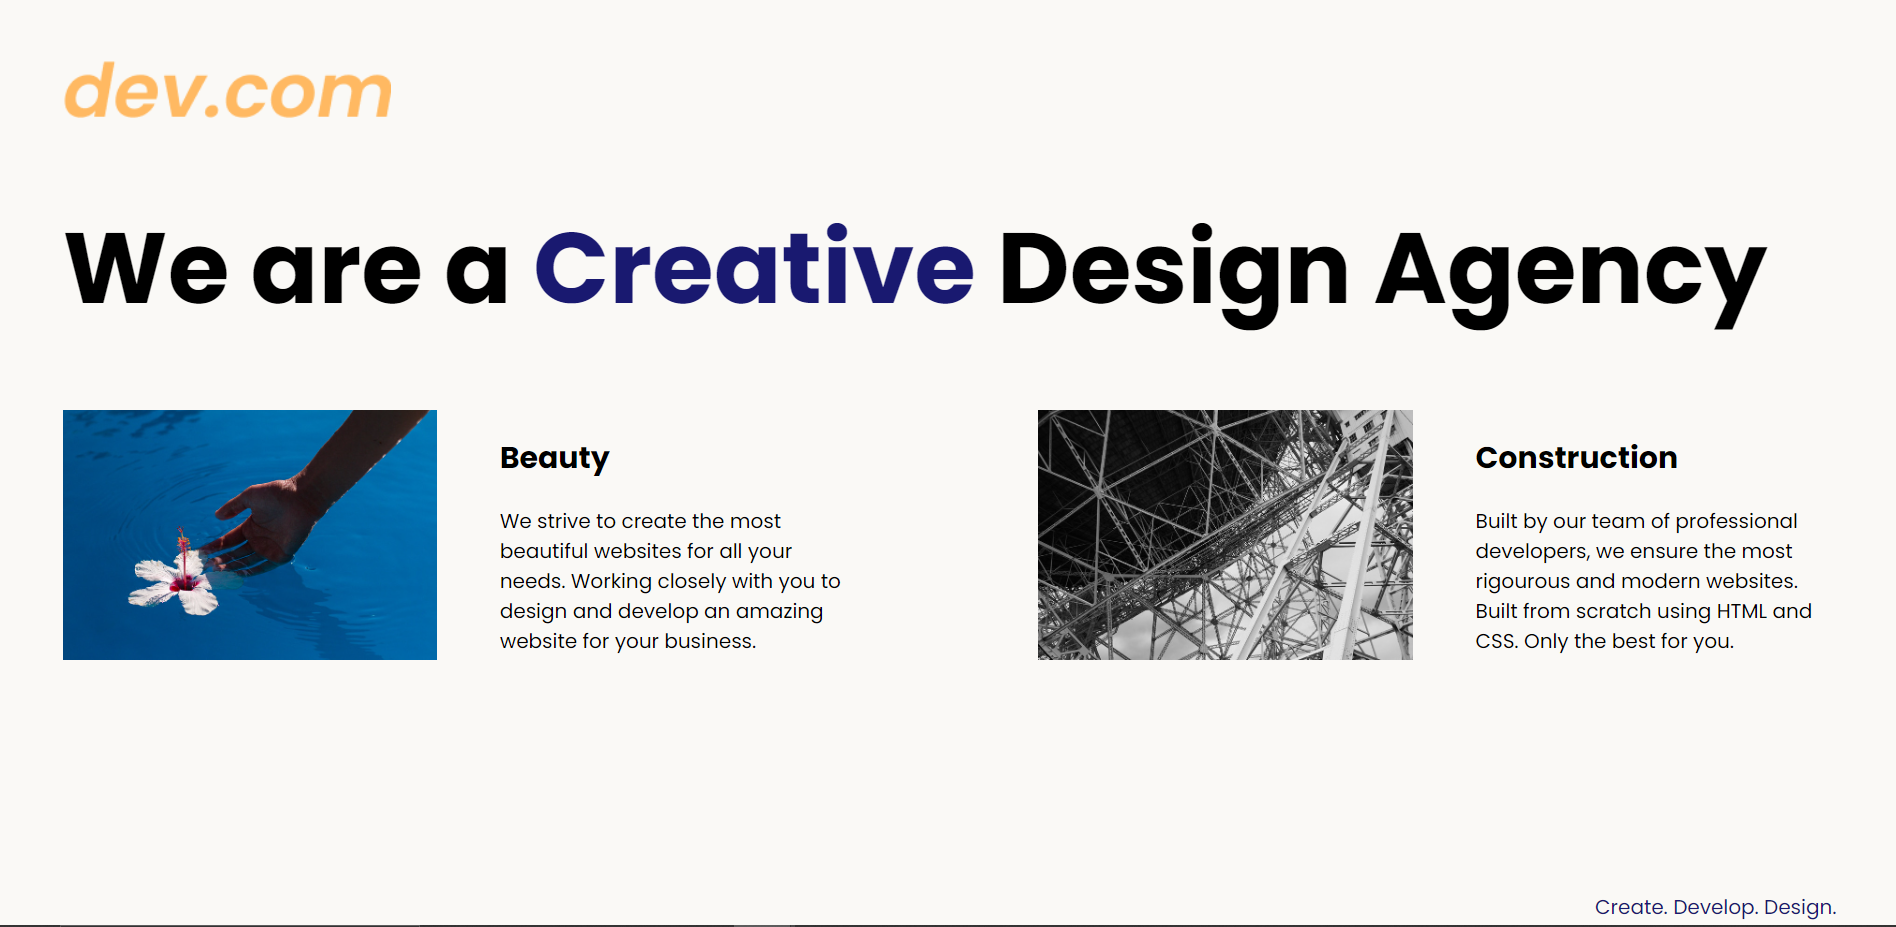 dev.com
We are a Creative Design Agency
Beauty
We strive to create the most
beautiful websites for all your
needs. Working closely with you to
design and develop an amazing
website for your business.
Construction
Built by our team of professional
developers, we ensure the most
rigourous and modern websites.
Built from scratch using HTML and
CSS. Only the best for you.
Create. Develop. Design.